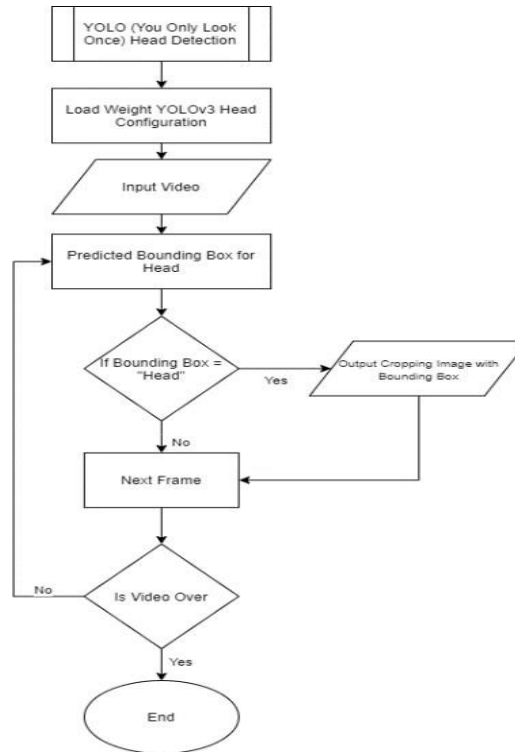 YOLO (You Only Look
Once) Head Detection
Load Weight YOLOv3 Head
Configuration
Input Video
Predicted Bounding Box for
Head
If Bounding Box =
"Head"
Yes
Output Cropping Image with
Bounding Box
No
Next Frame
Is Video Over
No
Yes
End